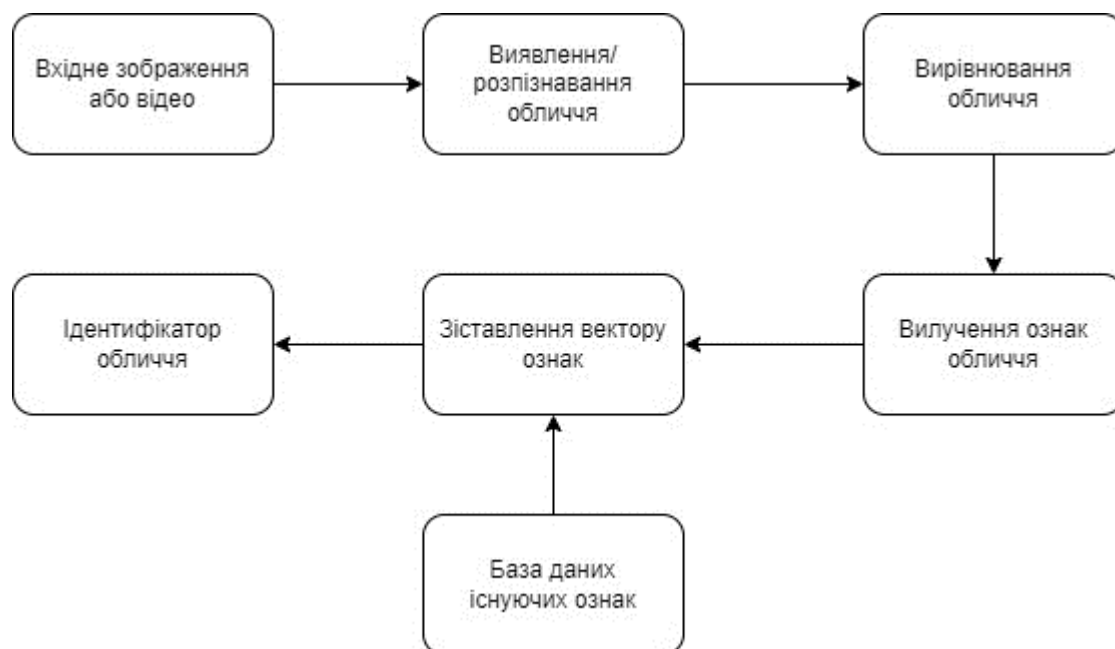 Вхідне зображення
або відео
Виявлення/
розпізнавання
обличчя
Вирівнювання
обличчя
Ідентифікатор
обличчя
Зіставлення вектору
ознак
Вилучення ознак
обличчя
База даних
існуючих ознак